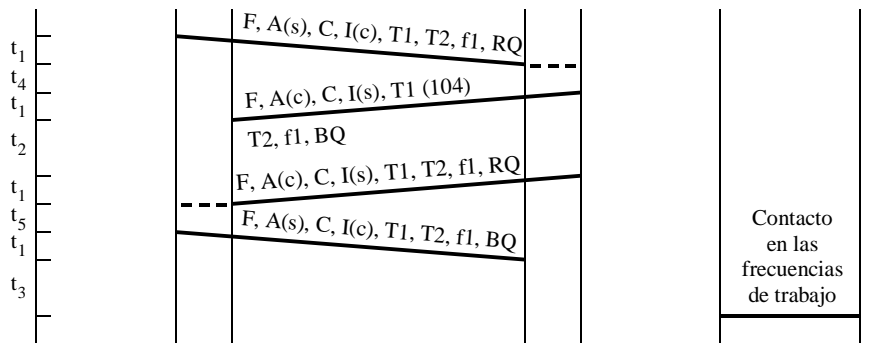 F, A(s), C, I(c), T1, T2, f1, RQ
t1
t4
F, A(c), C, I(s), T1 (104)
t1
T2, f1, BQ
t2
F, A(c), C, I(s), T1, T2, f1, RQ
t1
t5
F, A(s), C, I(c), T1, T2, f1, BQ
t1
t3
Contacto
en las
frecuencias
de trabajo